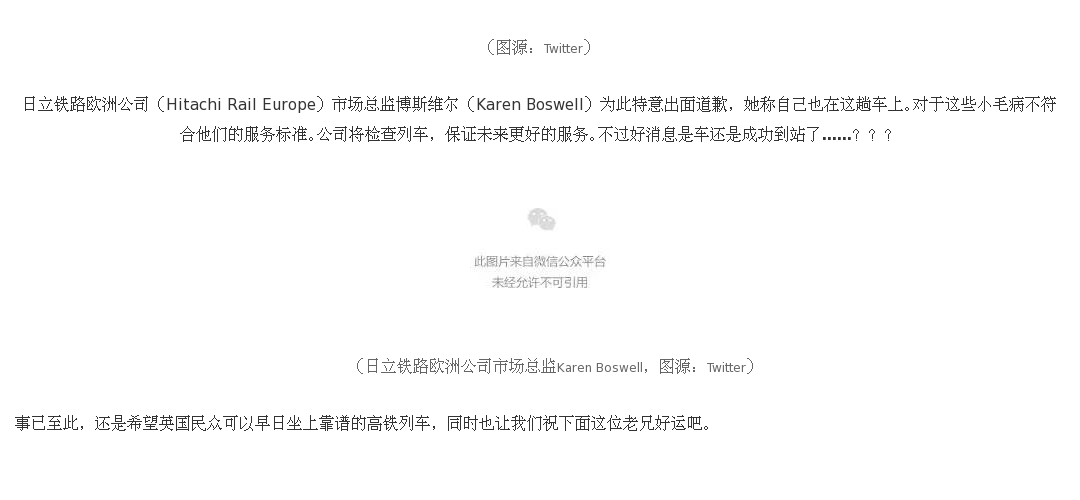 （图源：Twitter）
日立铁路欧洲公司（Hitachi Rail Europe）市场总监博斯维尔（Karen Boswell）为此特意出面道歉，她称自己也在这趟车上。对于这些小毛病不符
合他们的服务标准。公司将检查列车，保证未来更好的服务。不过好消息是车还是成功到站了......？？？
此图片来自微信公众平台
未经允许不可引用
（日立铁路欧洲公司市场总监Karen Boswell，图源：Twitter）
事已至此，还是希望英国民众可以早日坐上靠谱的高铁列车，同时也让我们祝下面这位老兄好运吧。